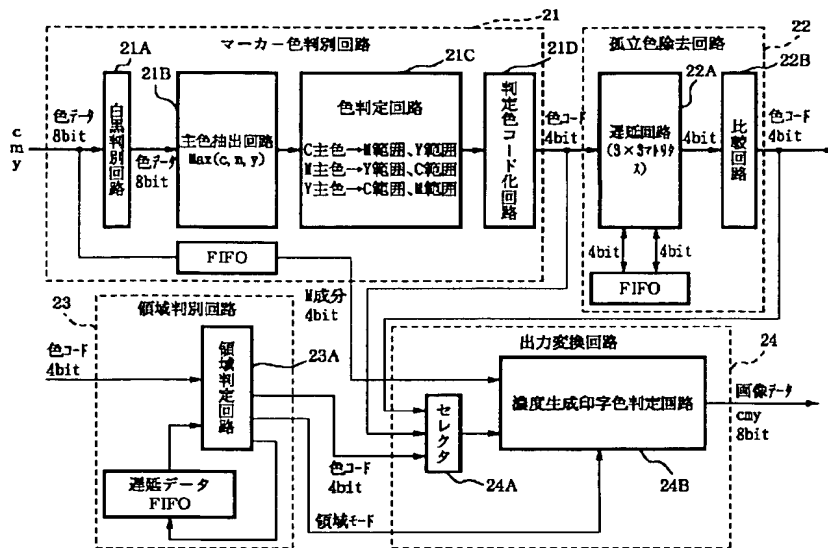 21
マーカー色判別回路
21A
21B
21C
21D
c
m
y
色データ
8bit
白黒判別回路
色データ
8bit
主色抽出回路
Max(c,n,y)
色判定回路
C主色→M範囲、Y範囲
M主色→Y範囲、C範囲
Y主色→C範囲、M範囲
判定色コード化回路
色コード
4bit
FIFO
孤立色除去回路
22
22A
22B
遅延回路
(3×3マトリク
ス)
4bit
比較回路
色コード
4bit
4bit
4bit
FIFO
M成分
4bit
23
領域判別回路
色コード
4bit
領域判定回路
23A
遅延データ
FIFO
色コード
4bit
領域モード
出力変換回路
24
セレクタ
24A
濃度生成印字色判定回路
24B
画像データ
cmy
8bit